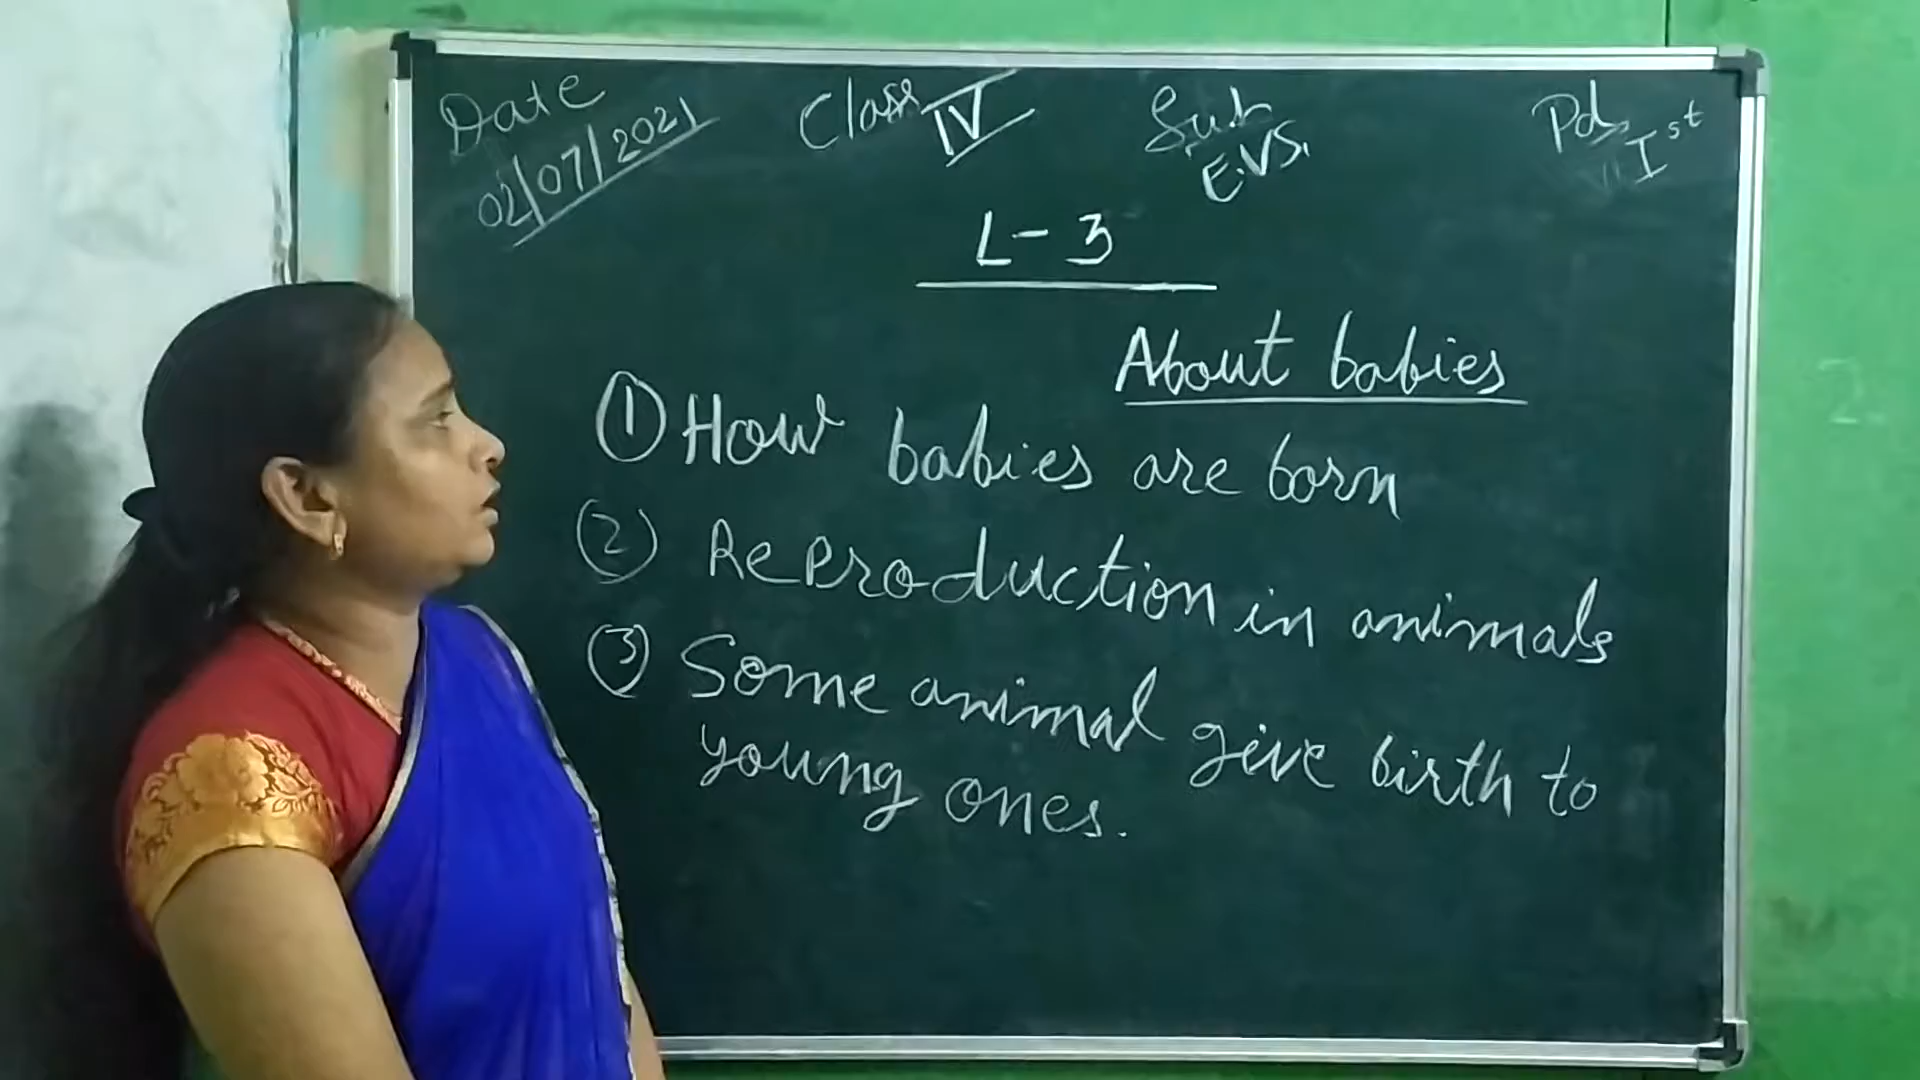 Date
02/07/2021
Class
IV
Sub
E.VS.
Pd
Ist
L-3
About babies
① How babies are born
② Reproduction in animals
③ Some animal give birth to
young ones.